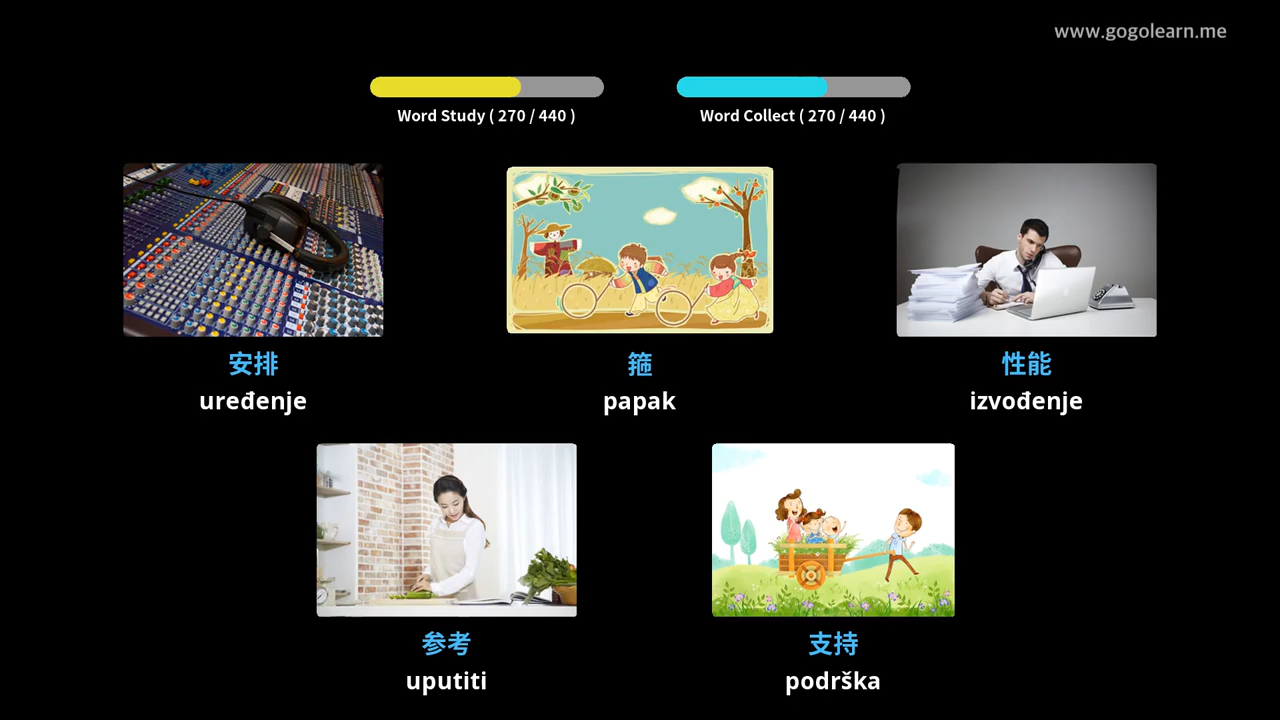 www.gogolearn.me
Word Study ( 270 / 440 )
Word Collect ( 270 / 440 )
安排
uređenje
箍
papak
性能
izvođenje
参考
uputiti
支持
podrška